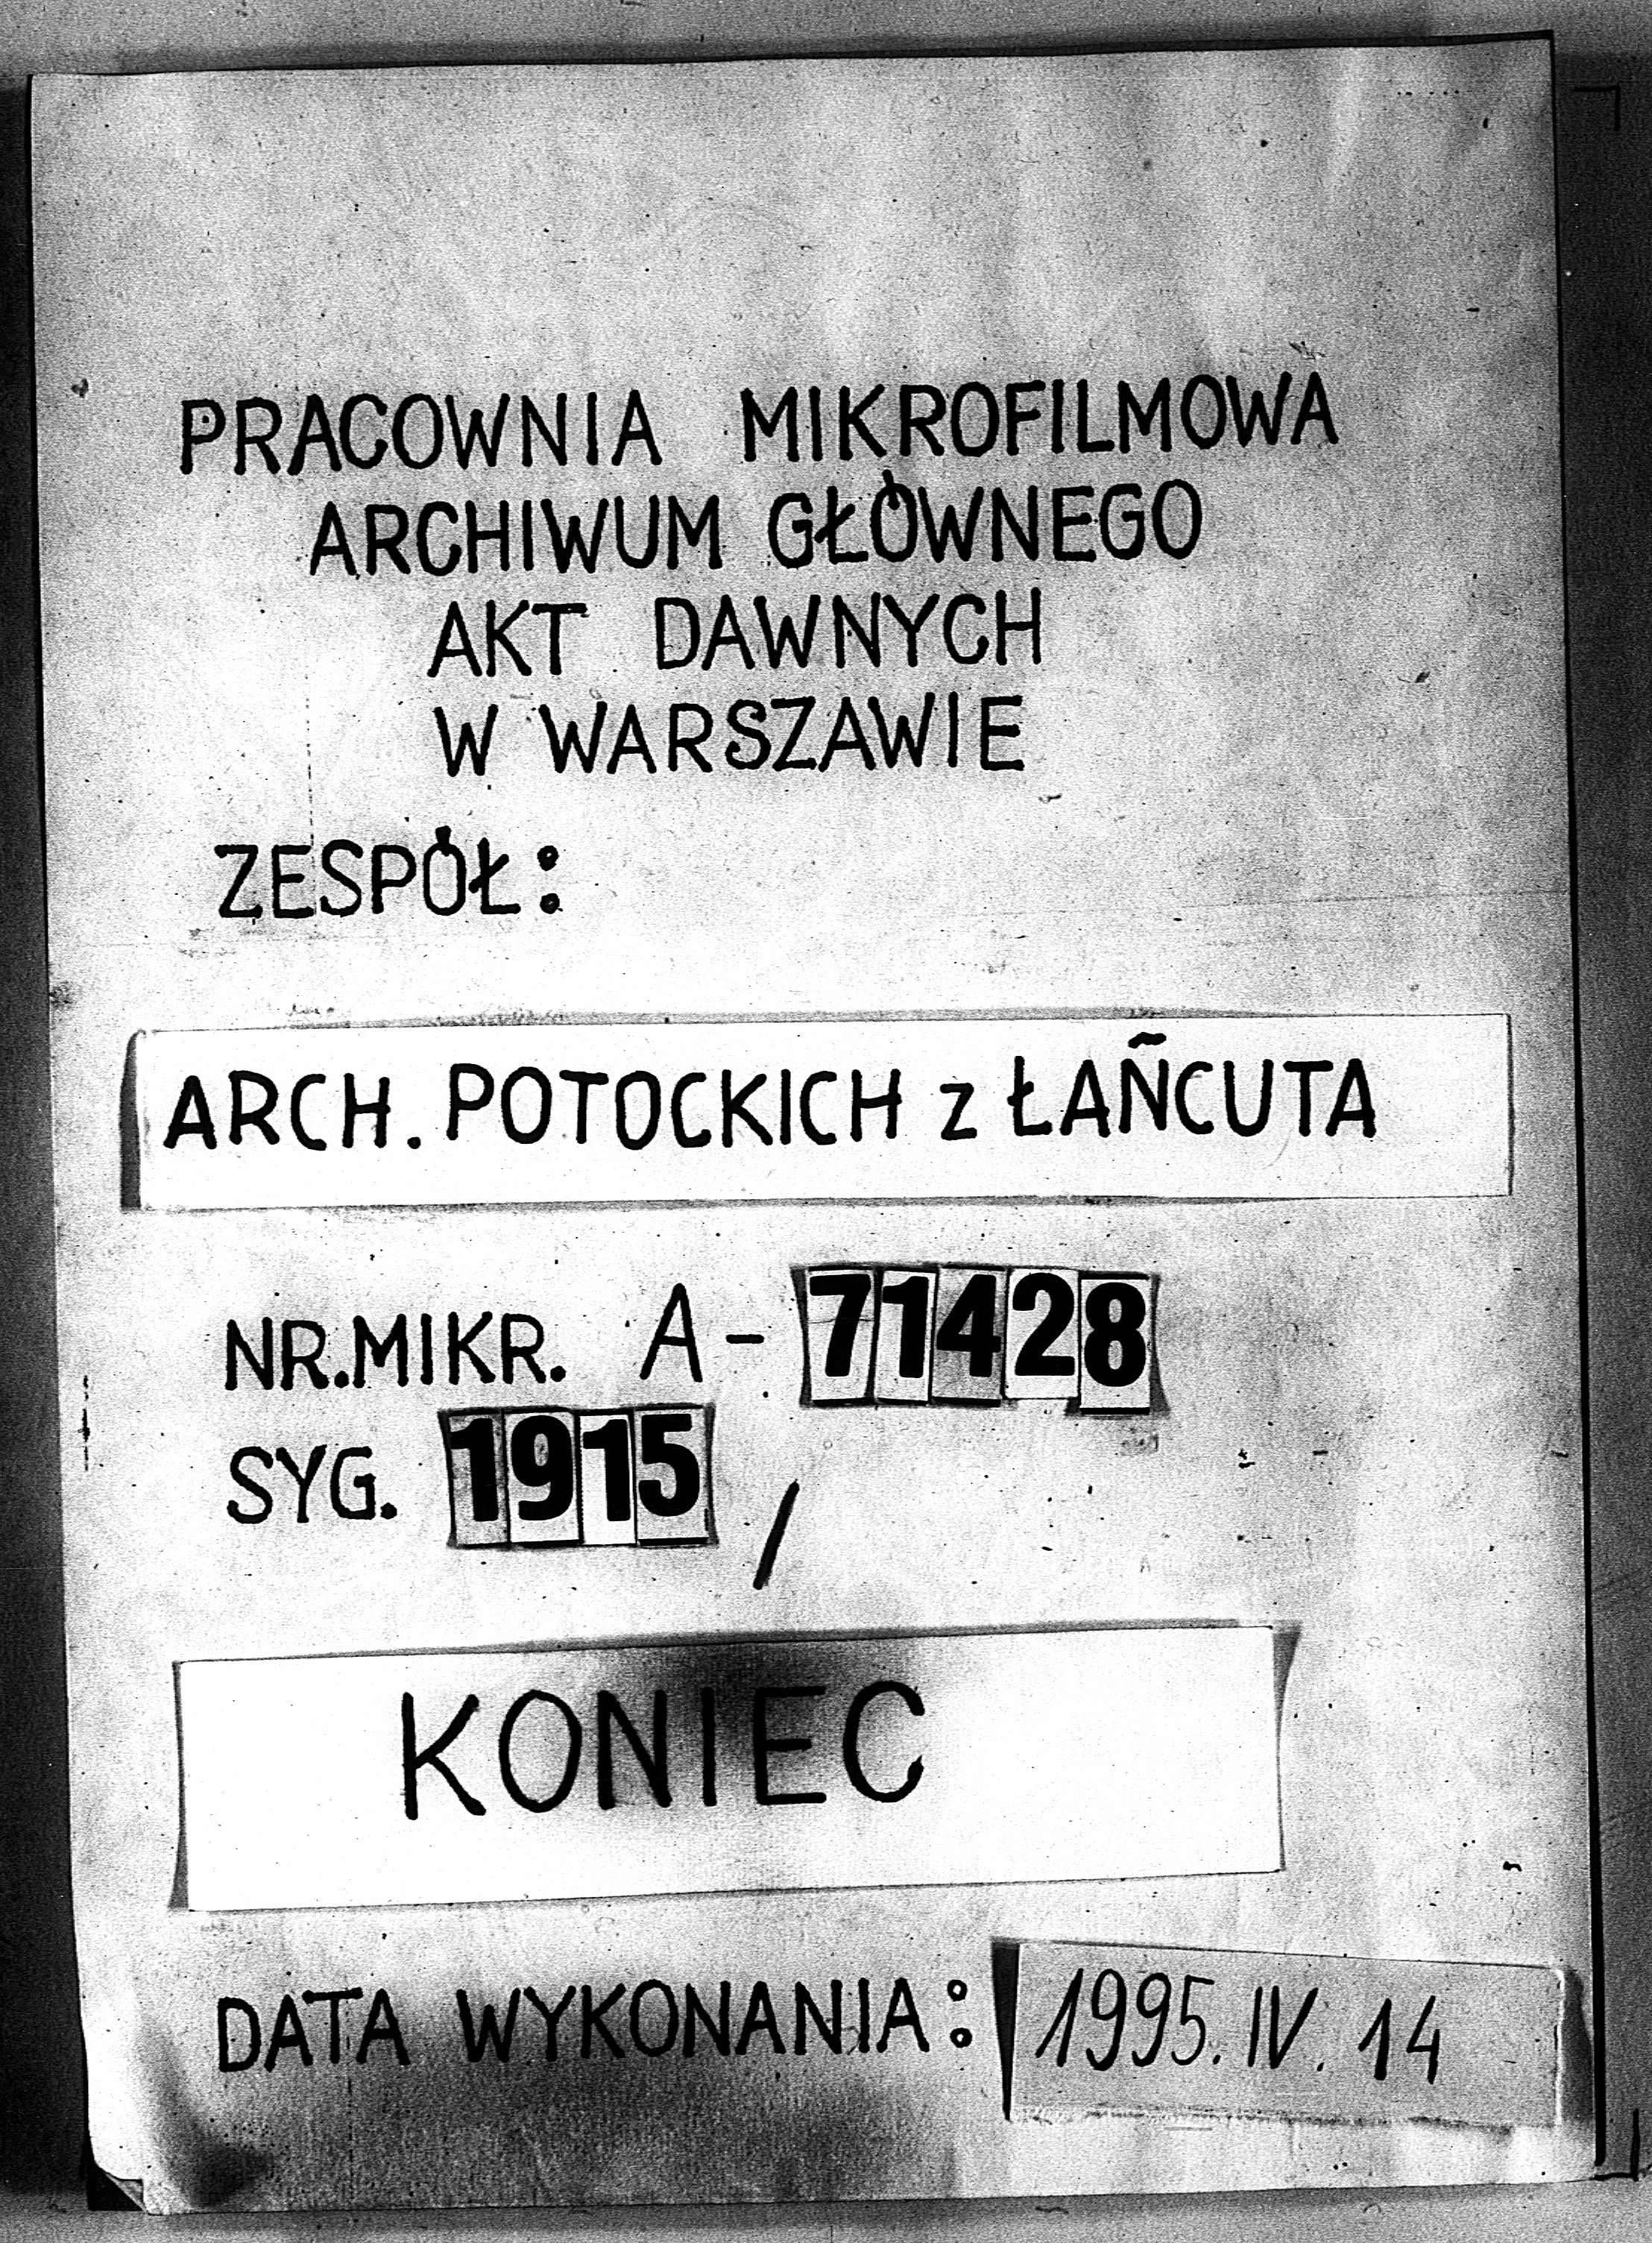 PRACOWNIA MIKROFILMOWA
ARCHIWUM GŁÓWNEGO
AKT DAWNYCH
W WARSZAWIE
ZESPÓŁ:
ARCH. POTOCKICH z ŁAÑCUTA
NR.MIKR. A-71428
SYG. 1915/
KONIEC
DATA WYKONANIA: 1995.IV.14